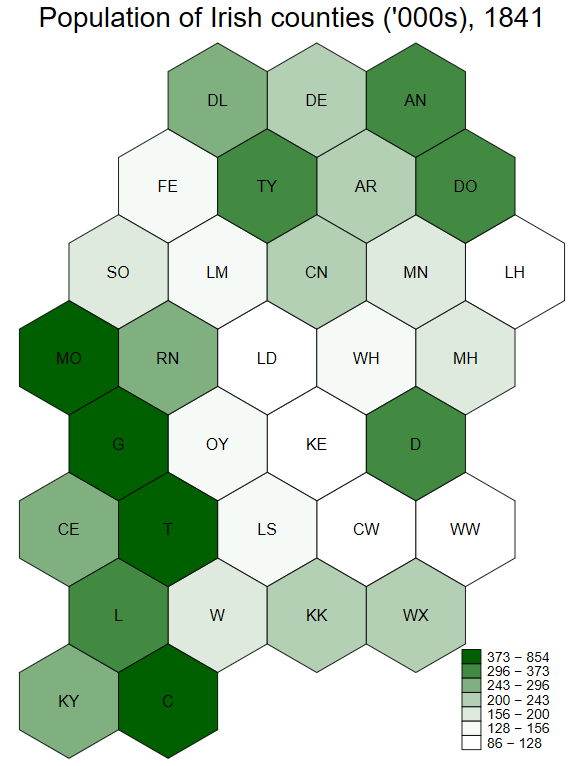 Population of Irish counties ('000s), 1841
DL DE AN
FE TY AR DO
SO LM CN MN LH
MO RN LD WH MH
G OY KE D
CE T LS CW WW
L W KK WX
KY C
373 − 854
296 − 373
243 − 296
200 − 243
156 − 200
128 − 156
86 − 128